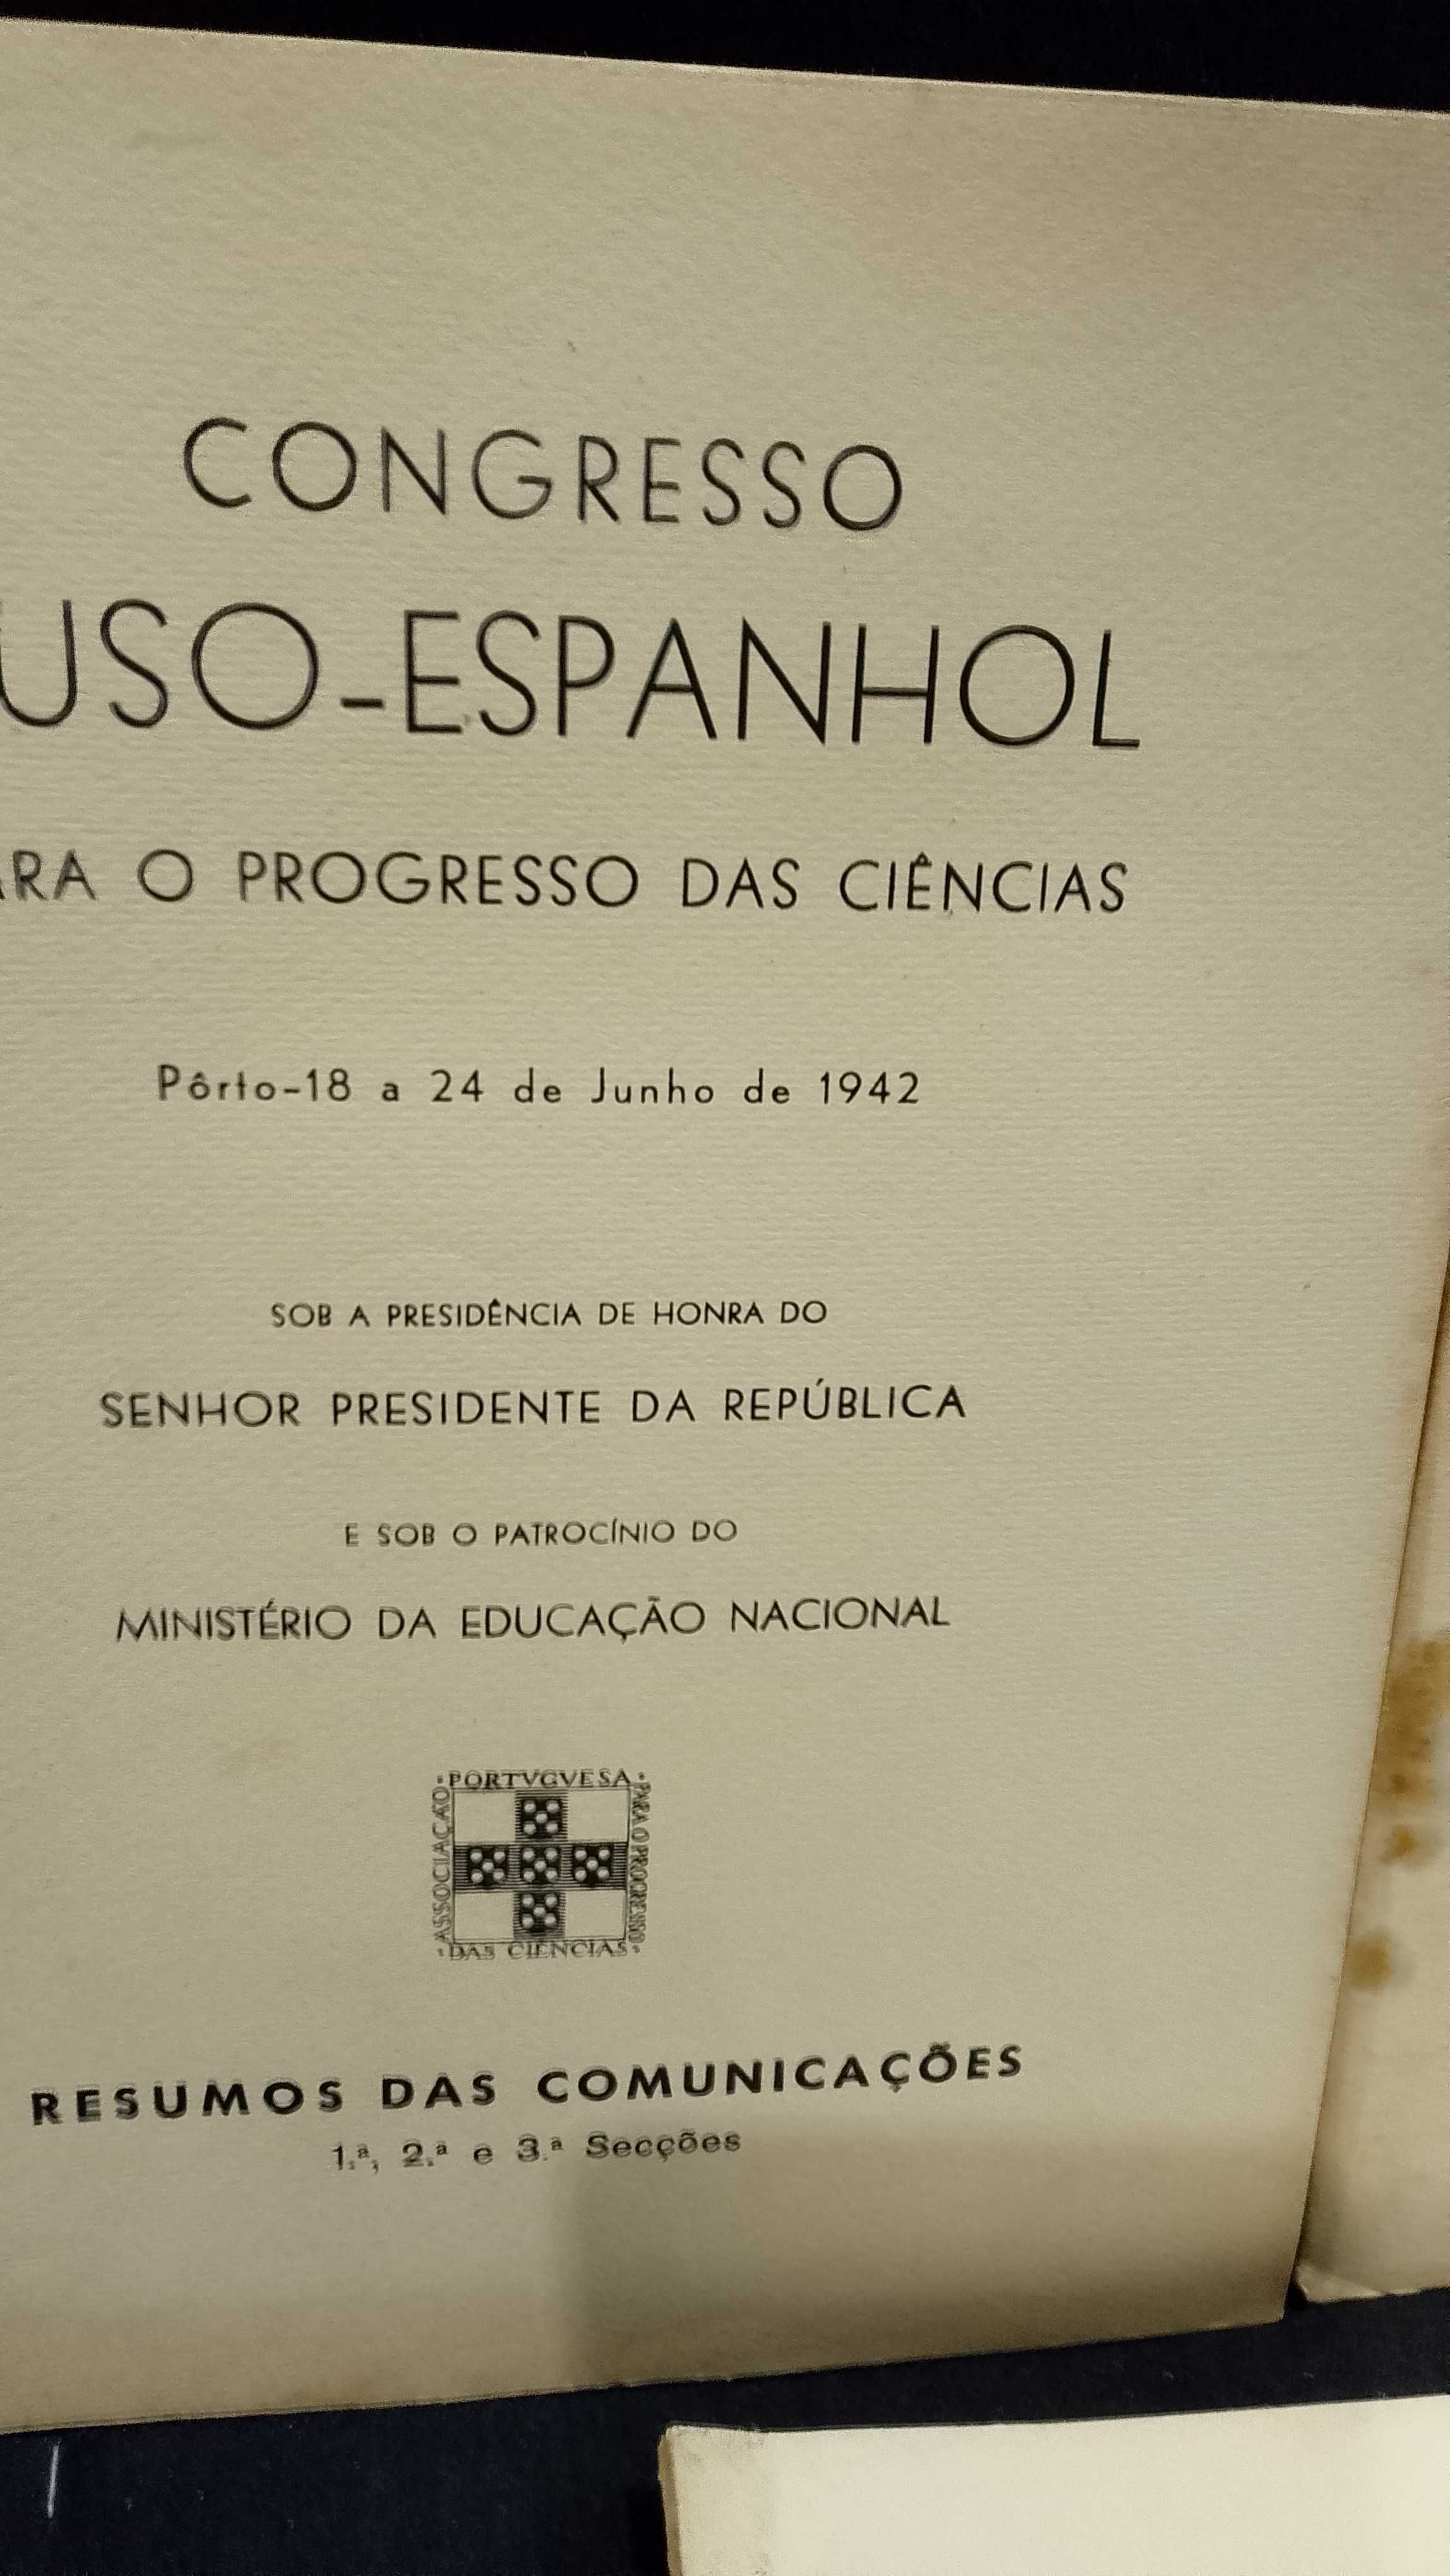 CONGRESSO
USO-ESPANHOL
RA O PROGRESSO DAS CIÊNCIAS
Pôrto-18 a 24 de Junho de 1942
SOB A PRESIDÊNCIA DE HONRA DO
SENHOR PRESIDENTE DA REPÚBLICA
E SOB O PATROCÍNIO DO
MINISTÉRIO DA EDUCAÇÃO NACIONAL
ASSOCIAÇÃO
·PORTVGVESA·
PARA O PROGRESSO
·DAS CIÊNCIAS·
RESUMOS DAS COMUNICAÇÕES
1.ª, 2.ª e 3.ª Secções